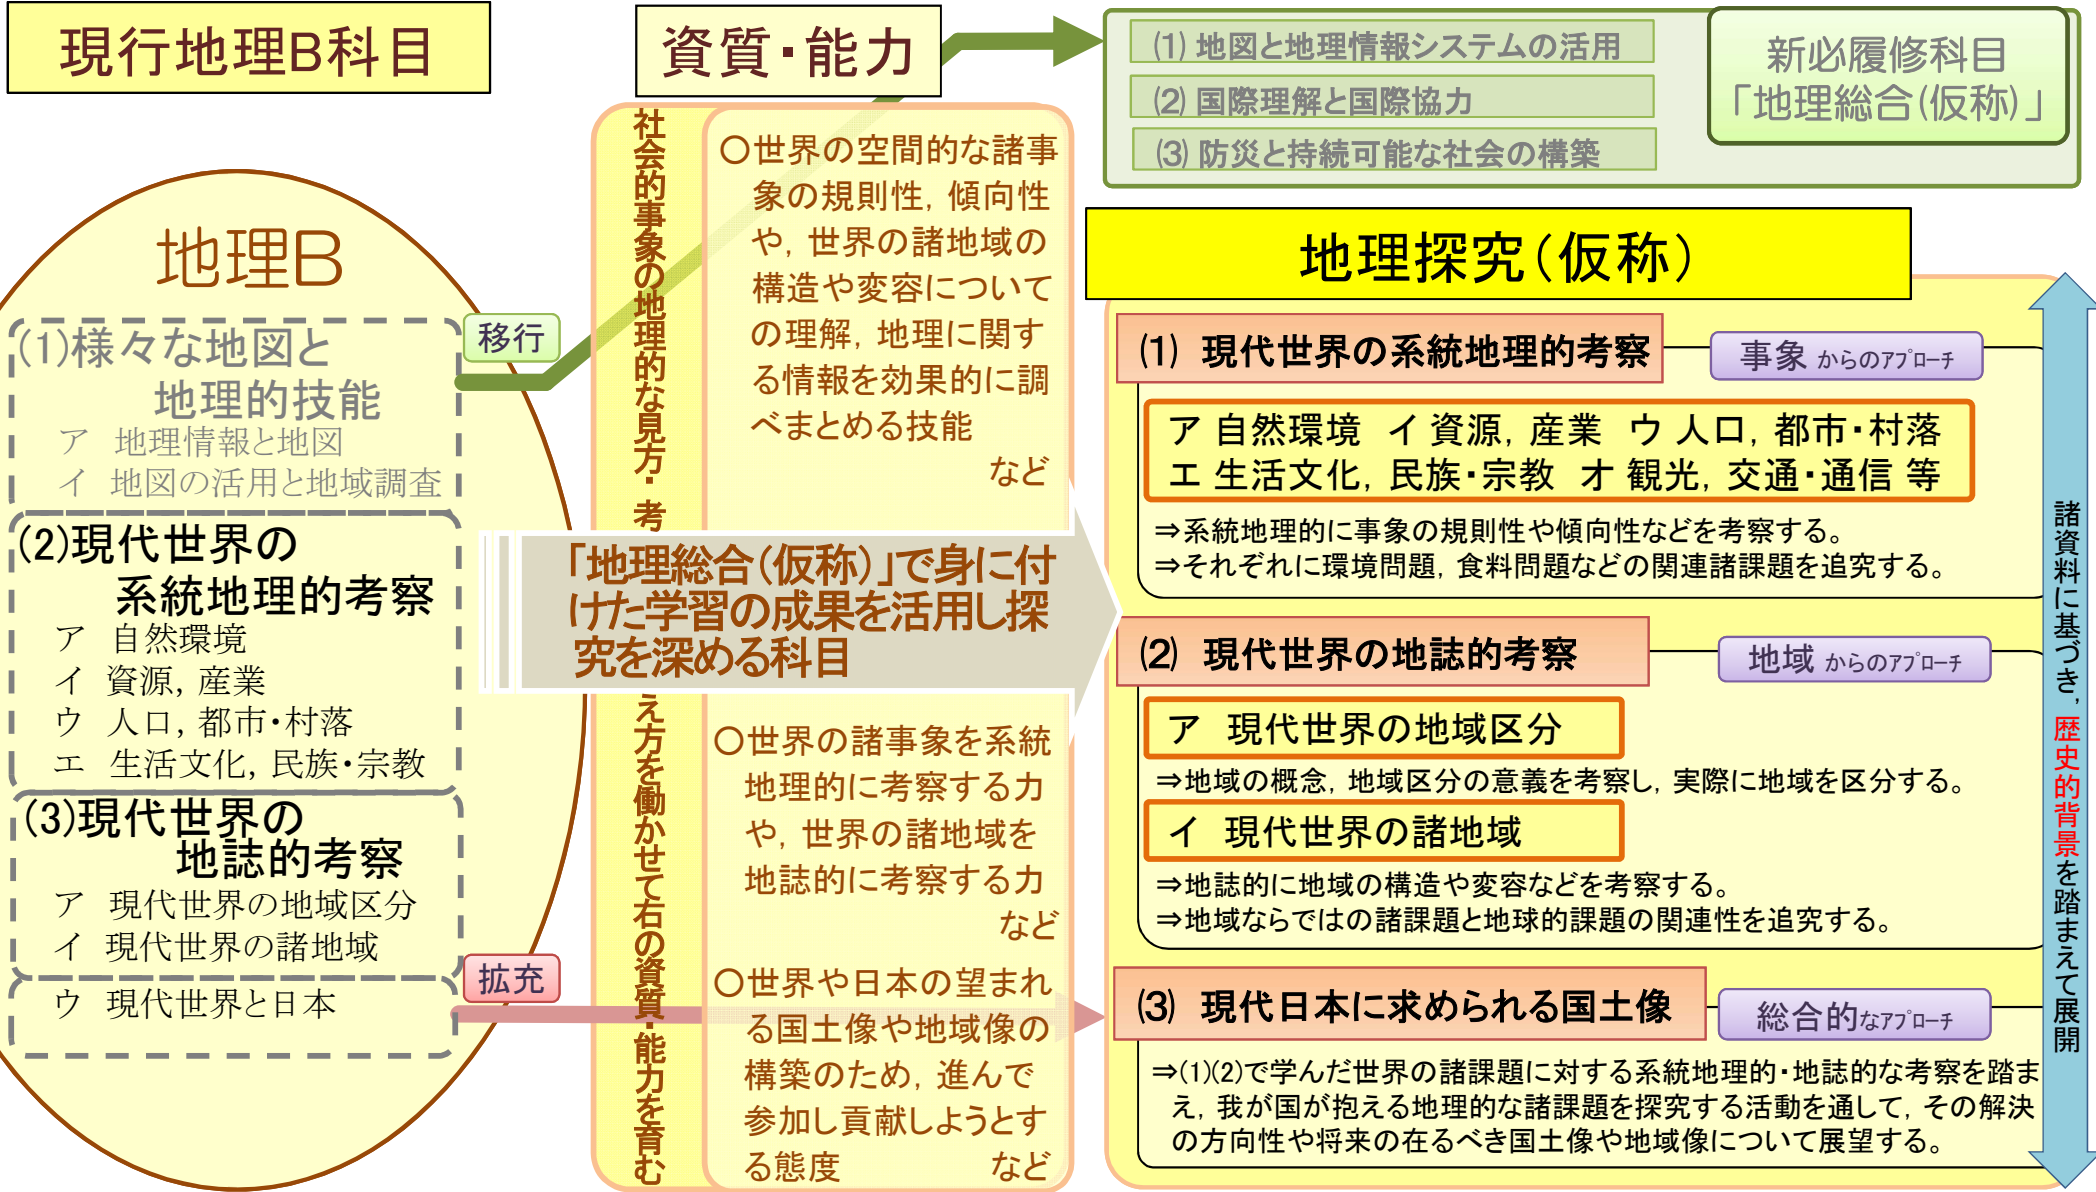 現行地理B科目
地理B
(1)様々な地図と
地理的技能
ア 地理情報と地図
イ 地図の活用と地域調査
(2)現代世界の
系統地理的考察
ア 自然環境
イ 資源，産業
ウ 人口，都市・村落
エ 生活文化，民族・宗教
(3)現代世界の
地誌的考察
ア 現代世界の地域区分
イ 現代世界の諸地域
ウ 現代世界と日本
移行
拡充
資質・能力
社会的事象の地理的な見方・考え方を働かせて右の資質・能力を育む
○世界の空間的な諸事
象の規則性，傾向性
や，世界の諸地域の
構造や変容について
の理解，地理に関す
る情報を効果的に調
べまとめる技能
など
「地理総合（仮称）」で身に付
けた学習の成果を活用し探
究を深める科目
○世界の諸事象を系統
地理的に考察する力
や，世界の諸地域を
地誌的に考察する力
など
○世界や日本の望まれ
る国土像や地域像の
構築のため，進んで
参加し貢献しようとす
る態度 など
(1) 地図と地理情報システムの活用
(2) 国際理解と国際協力
(3) 防災と持続可能な社会の構築
新必履修科目
「地理総合(仮称)」
地理探究（仮称）
(1) 現代世界の系統地理的考察
事象 からのアプローチ
ア 自然環境 イ 資源，産業 ウ 人口，都市・村落
エ 生活文化，民族・宗教 オ 観光，交通・通信 等
⇒系統地理的に事象の規則性や傾向性などを考察する。
⇒それぞれに環境問題，食料問題などの関連諸課題を追究する。
(2) 現代世界の地誌的考察
地域 からのアプローチ
ア 現代世界の地域区分
⇒地域の概念，地域区分の意義を考察し，実際に地域を区分する。
イ 現代世界の諸地域
⇒地誌的に地域の構造や変容などを考察する。
⇒地域ならではの諸課題と地球的課題の関連性を追究する。
(3) 現代日本に求められる国土像
総合的なアプローチ
⇒(1)(2)で学んだ世界の諸課題に対する系統地理的・地誌的な考察を踏ま
え，我が国が抱える地理的な諸課題を探究する活動を通して，その解決
の方向性や将来の在るべき国土像や地域像について展望する。
諸資料に基づき，歴史的背景を踏まえて展開